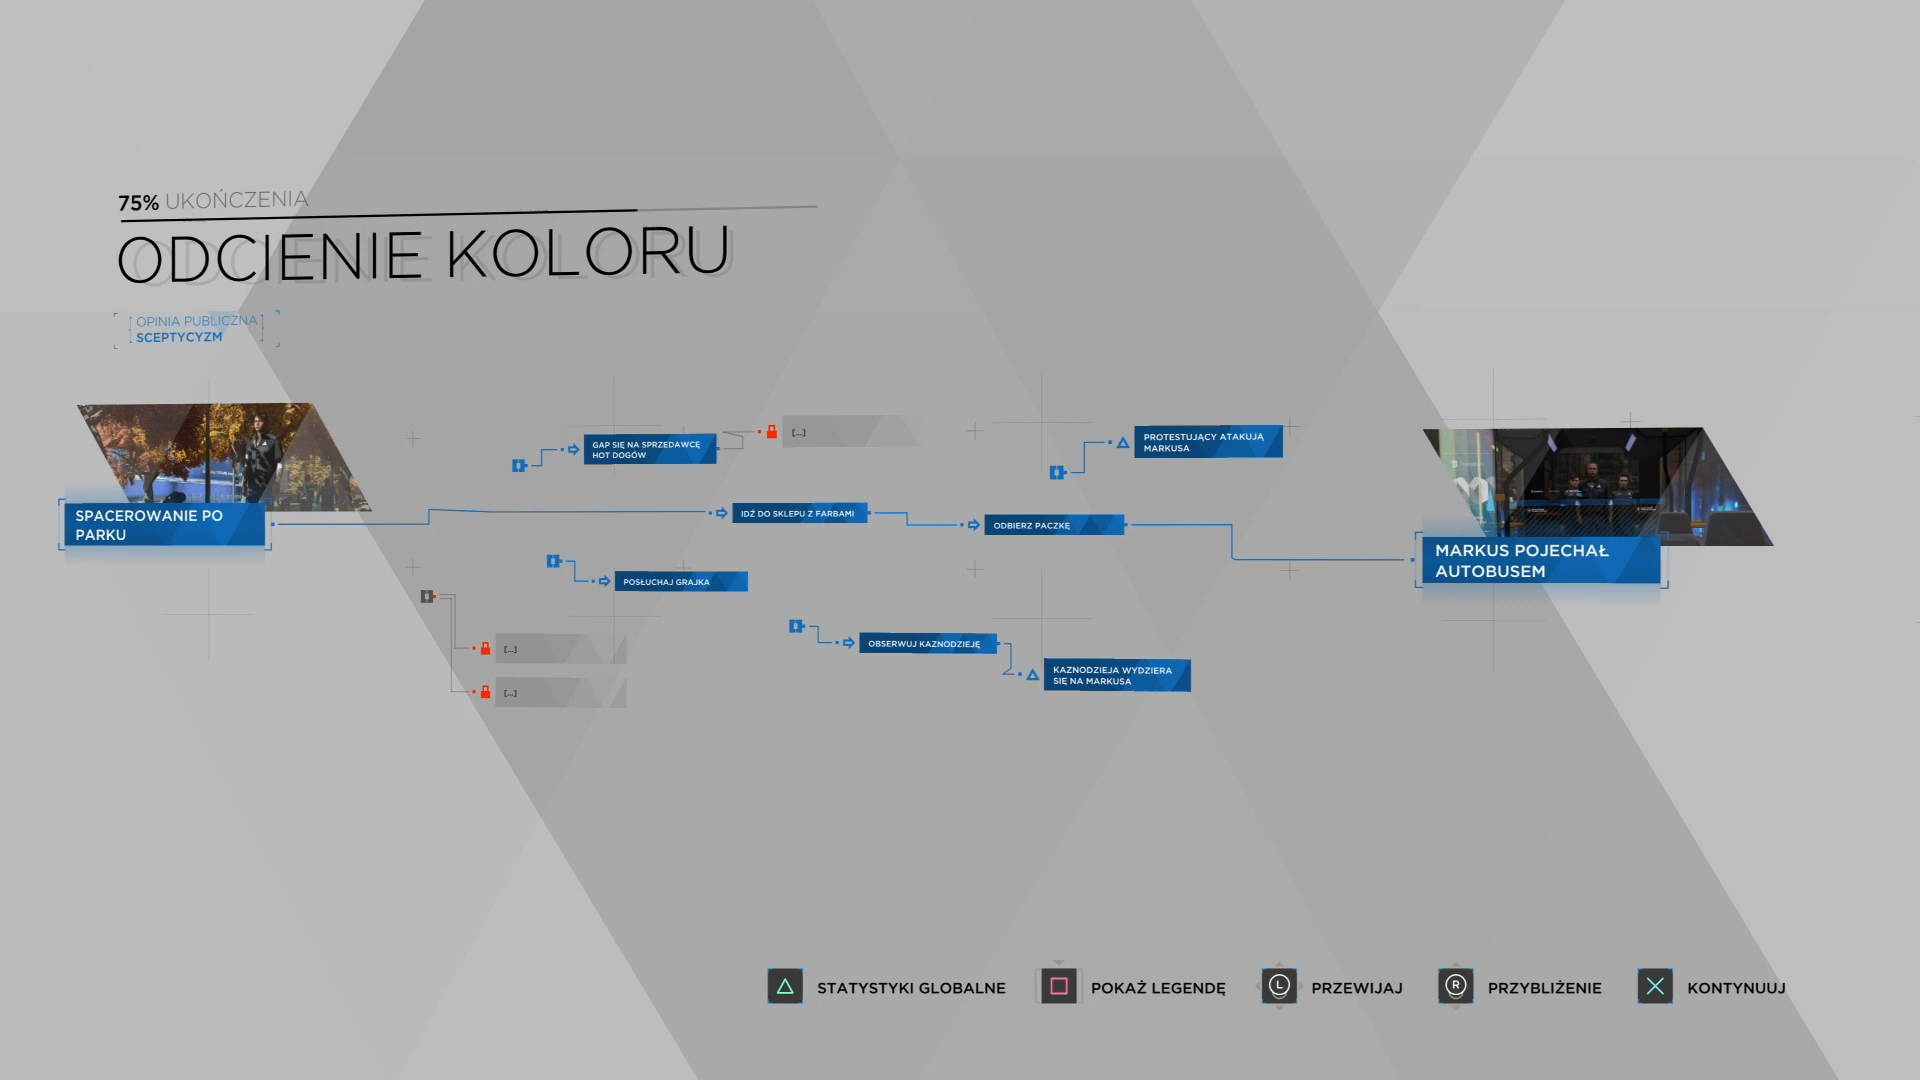 75% UKOŃCZENIA
ODCIENIE KOLORU
OPINIA PUBLICZNA
SCEPTYCYZM
SPACEROWANIE PO
PARKU
GAP SIĘ NA SPRZEDAWCĘ
HOT DOGÓW
[...]
PROTESTUJĄCY ATAKUJĄ
MARKUSA
IDŹ DO SKLEPU Z FARBAMI
ODBIERZ PACZKĘ
MARKUS POJECHAŁ
AUTOBUSEM
POSŁUCHAJ GRAJKA
[...]
[...]
OBSERWUJ KAZNODZIEJĘ
KAZNODZIEJA WYDZIERA
SIĘ NA MARKUSA
STATYSTYKI GLOBALNE
POKAŻ LEGENDĘ
L PRZEWIJAJ
R PRZYBLIŻENIE
KONTYNUUJ